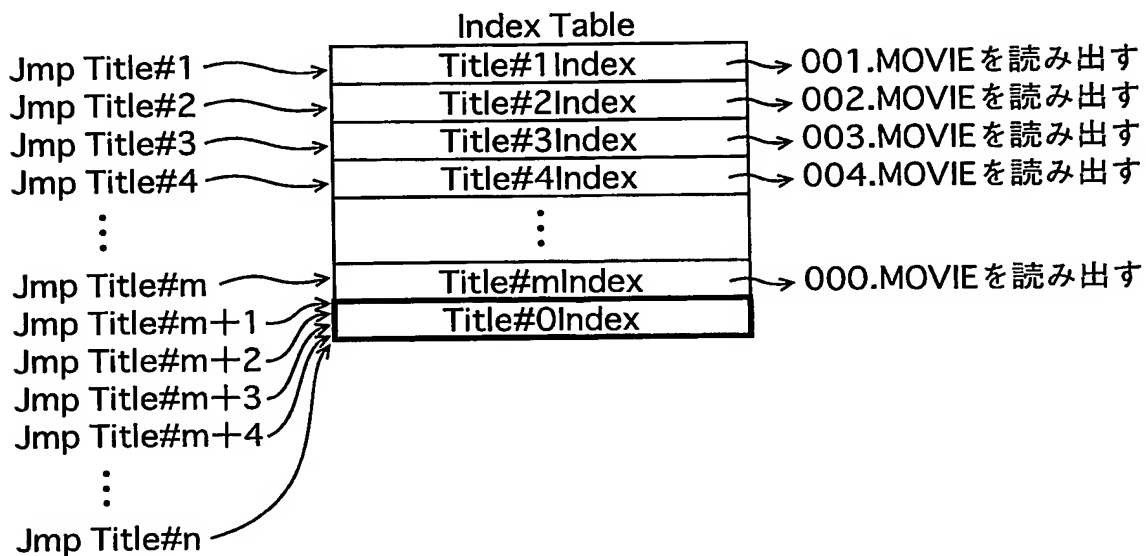 Index Table
Jmp Title#1 Title#1Index 001.MOVIEを読み出す
Jmp Title#2 Title#2Index 002.MOVIEを読み出す
Jmp Title#3 Title#3Index 003.MOVIEを読み出す
Jmp Title#4 Title#4Index 004.MOVIEを読み出す
⋮ ⋮
Jmp Title#m Title#mIndex 000.MOVIEを読み出す
Jmp Title#m+1 Title#0Index
Jmp Title#m+2
Jmp Title#m+3
Jmp Title#m+4
⋮
Jmp Title#n